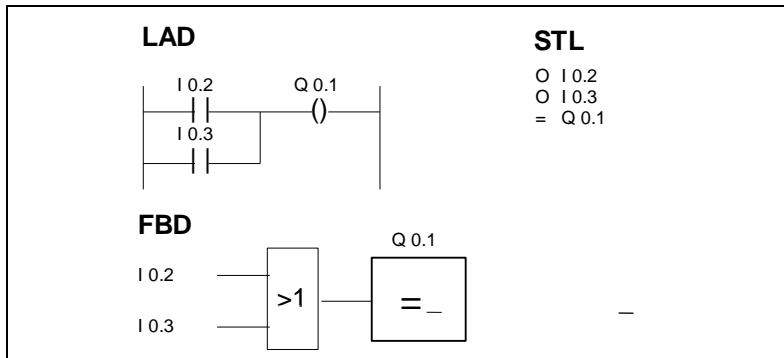 LAD
I 0.2
Q 0.1
()
I 0.3
STL
O I 0.2
O I 0.3
= Q 0.1
FBD
Q 0.1
I 0.2
>1
=_
I 0.3
_